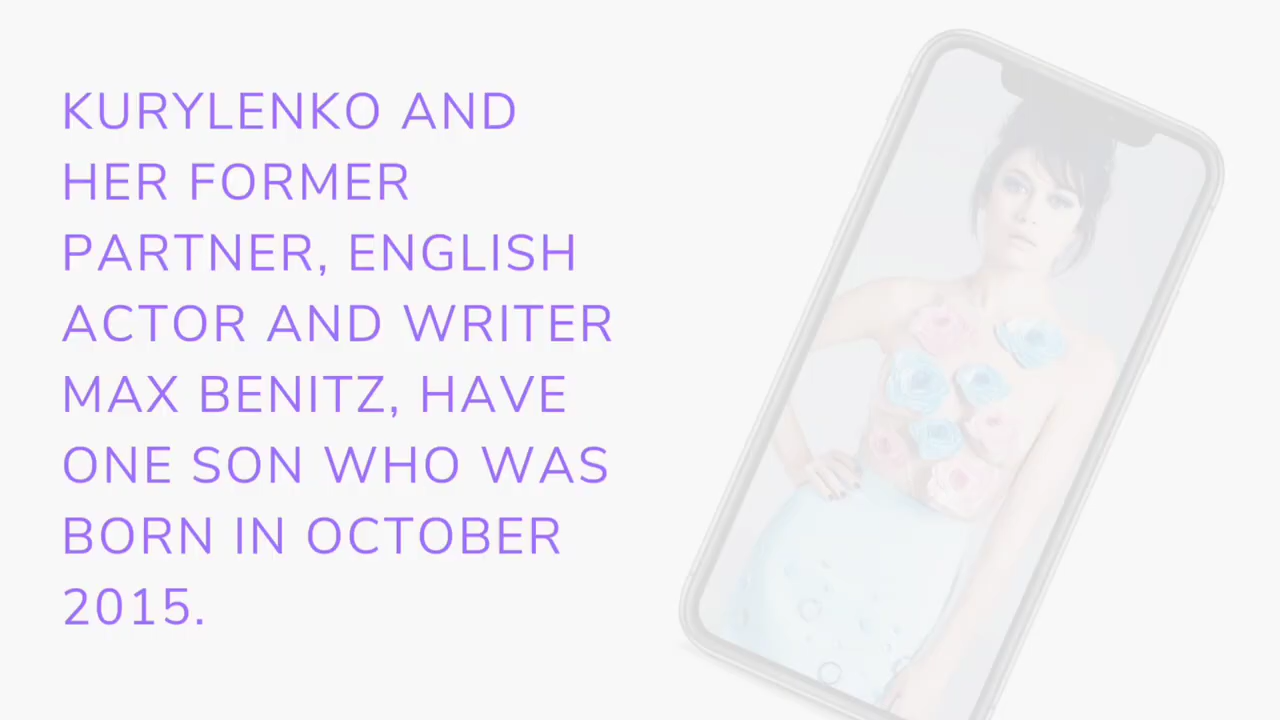 KURYLENKO AND
HER FORMER
PARTNER, ENGLISH
ACTOR AND WRITER
MAX BENITZ, HAVE
ONE SON WHO WAS
BORN IN OCTOBER
2015.